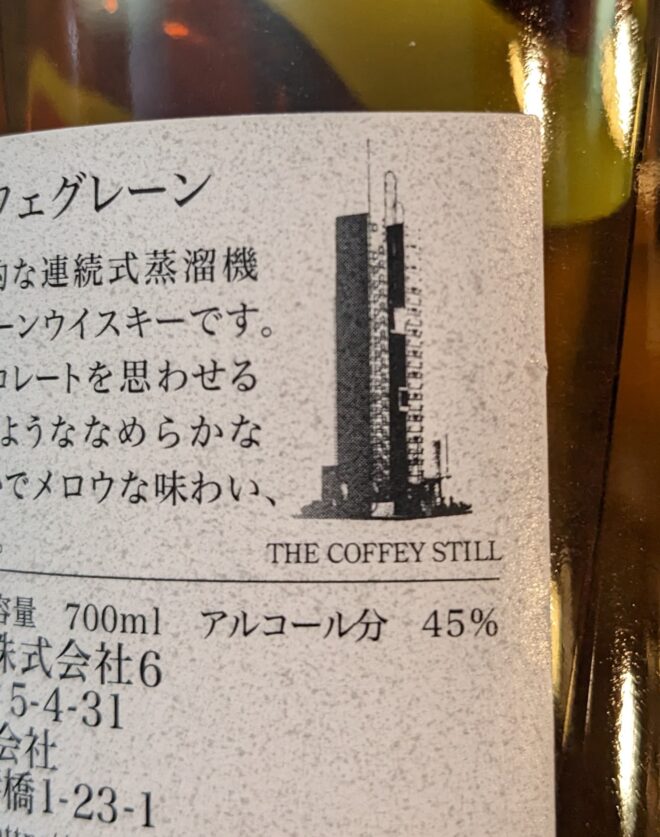 フェグレーン
的な連続式蒸溜機
ーンウイスキーです。
コレートを思わせる
ようななめらかな
でメロウな味わい、
。
THE COFFEY STILL
容量 700ml アルコール分 45%
株式会社6
5-4-31
会社
橋1-23-1